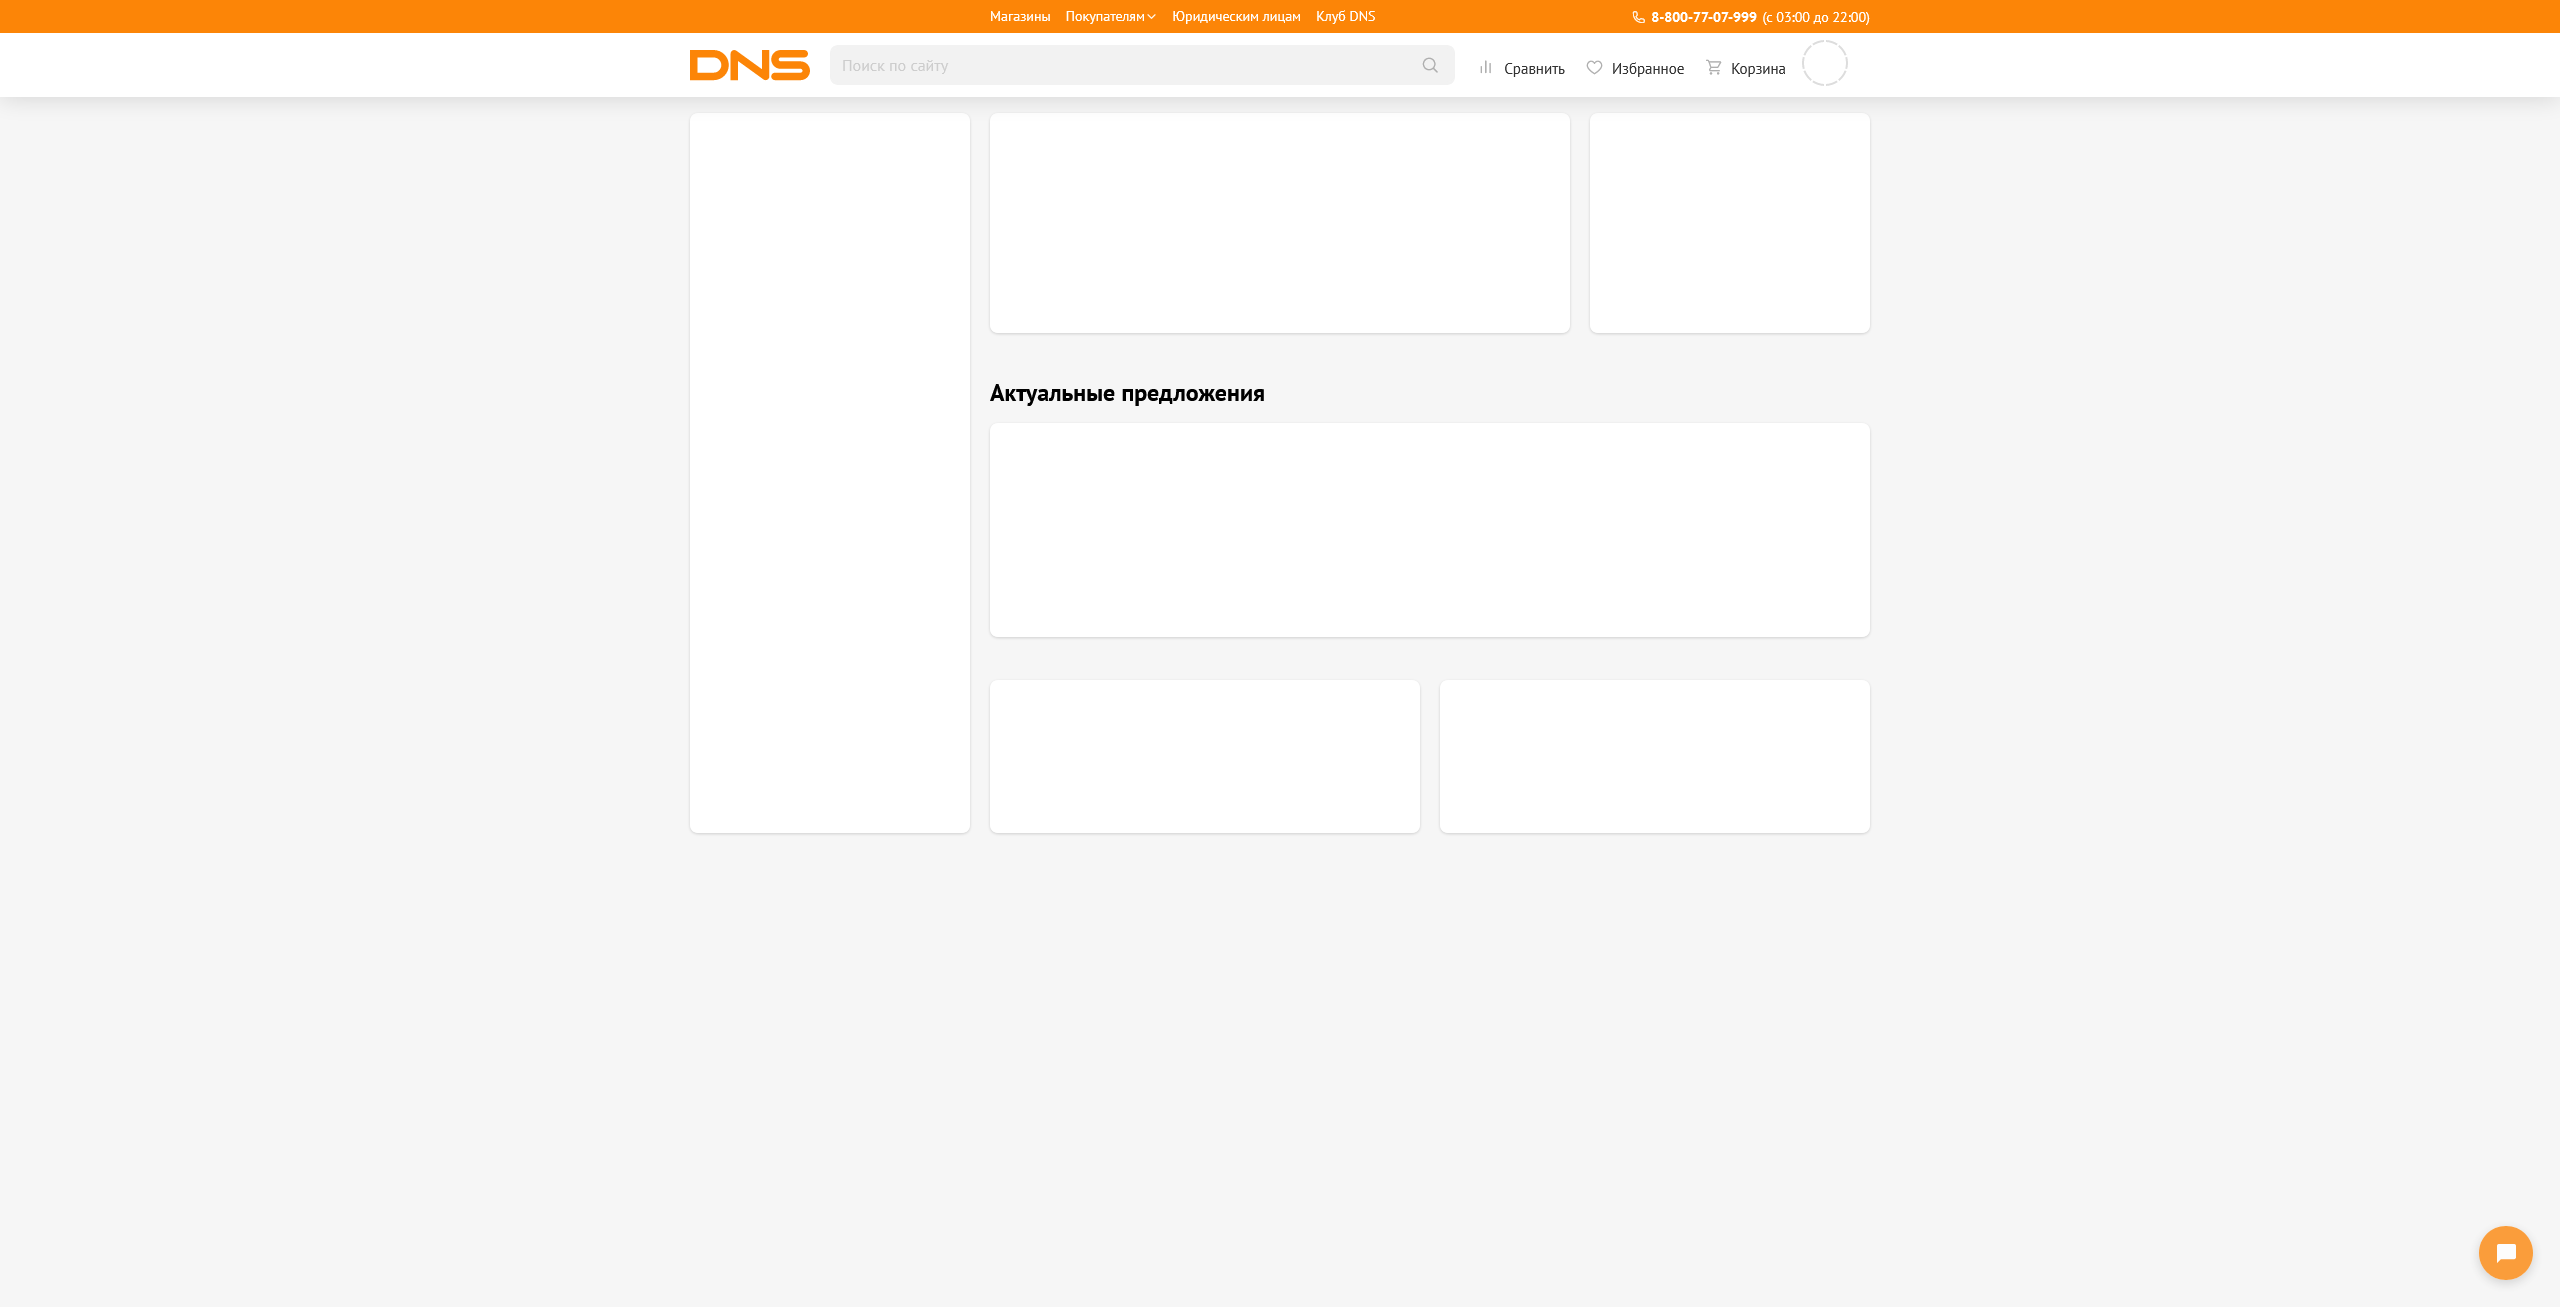 Магазины Покупателям Юридическим лицам Клуб DNS 8-800-77-07-999 (с 03:00 до 22:00)
DNS Поиск по сайту Сравнить Избранное Корзина
Актуальные предложения